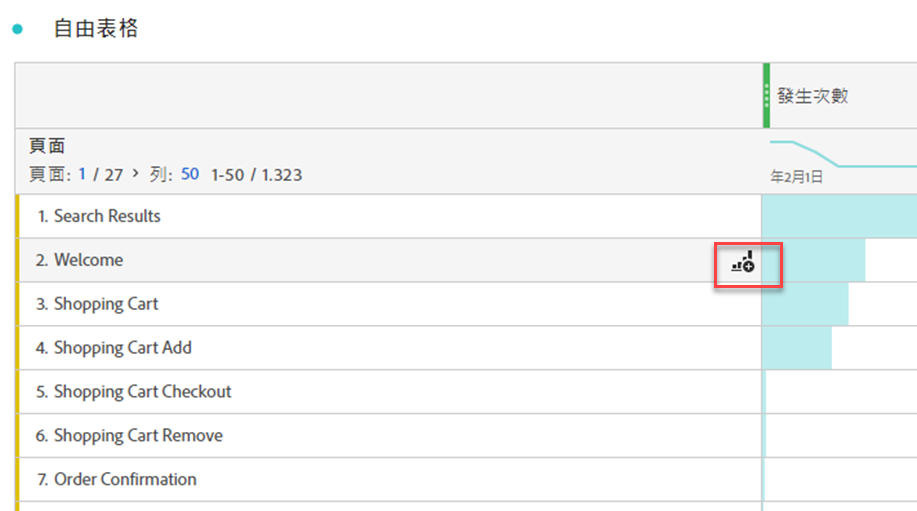 自由表格
發生次數
頁面
頁面: 1 / 27 > 列: 50 1-50 / 1.323
年2月1日
1. Search Results
2. Welcome
3. Shopping Cart
4. Shopping Cart Add
5. Shopping Cart Checkout
6. Shopping Cart Remove
7. Order Confirmation